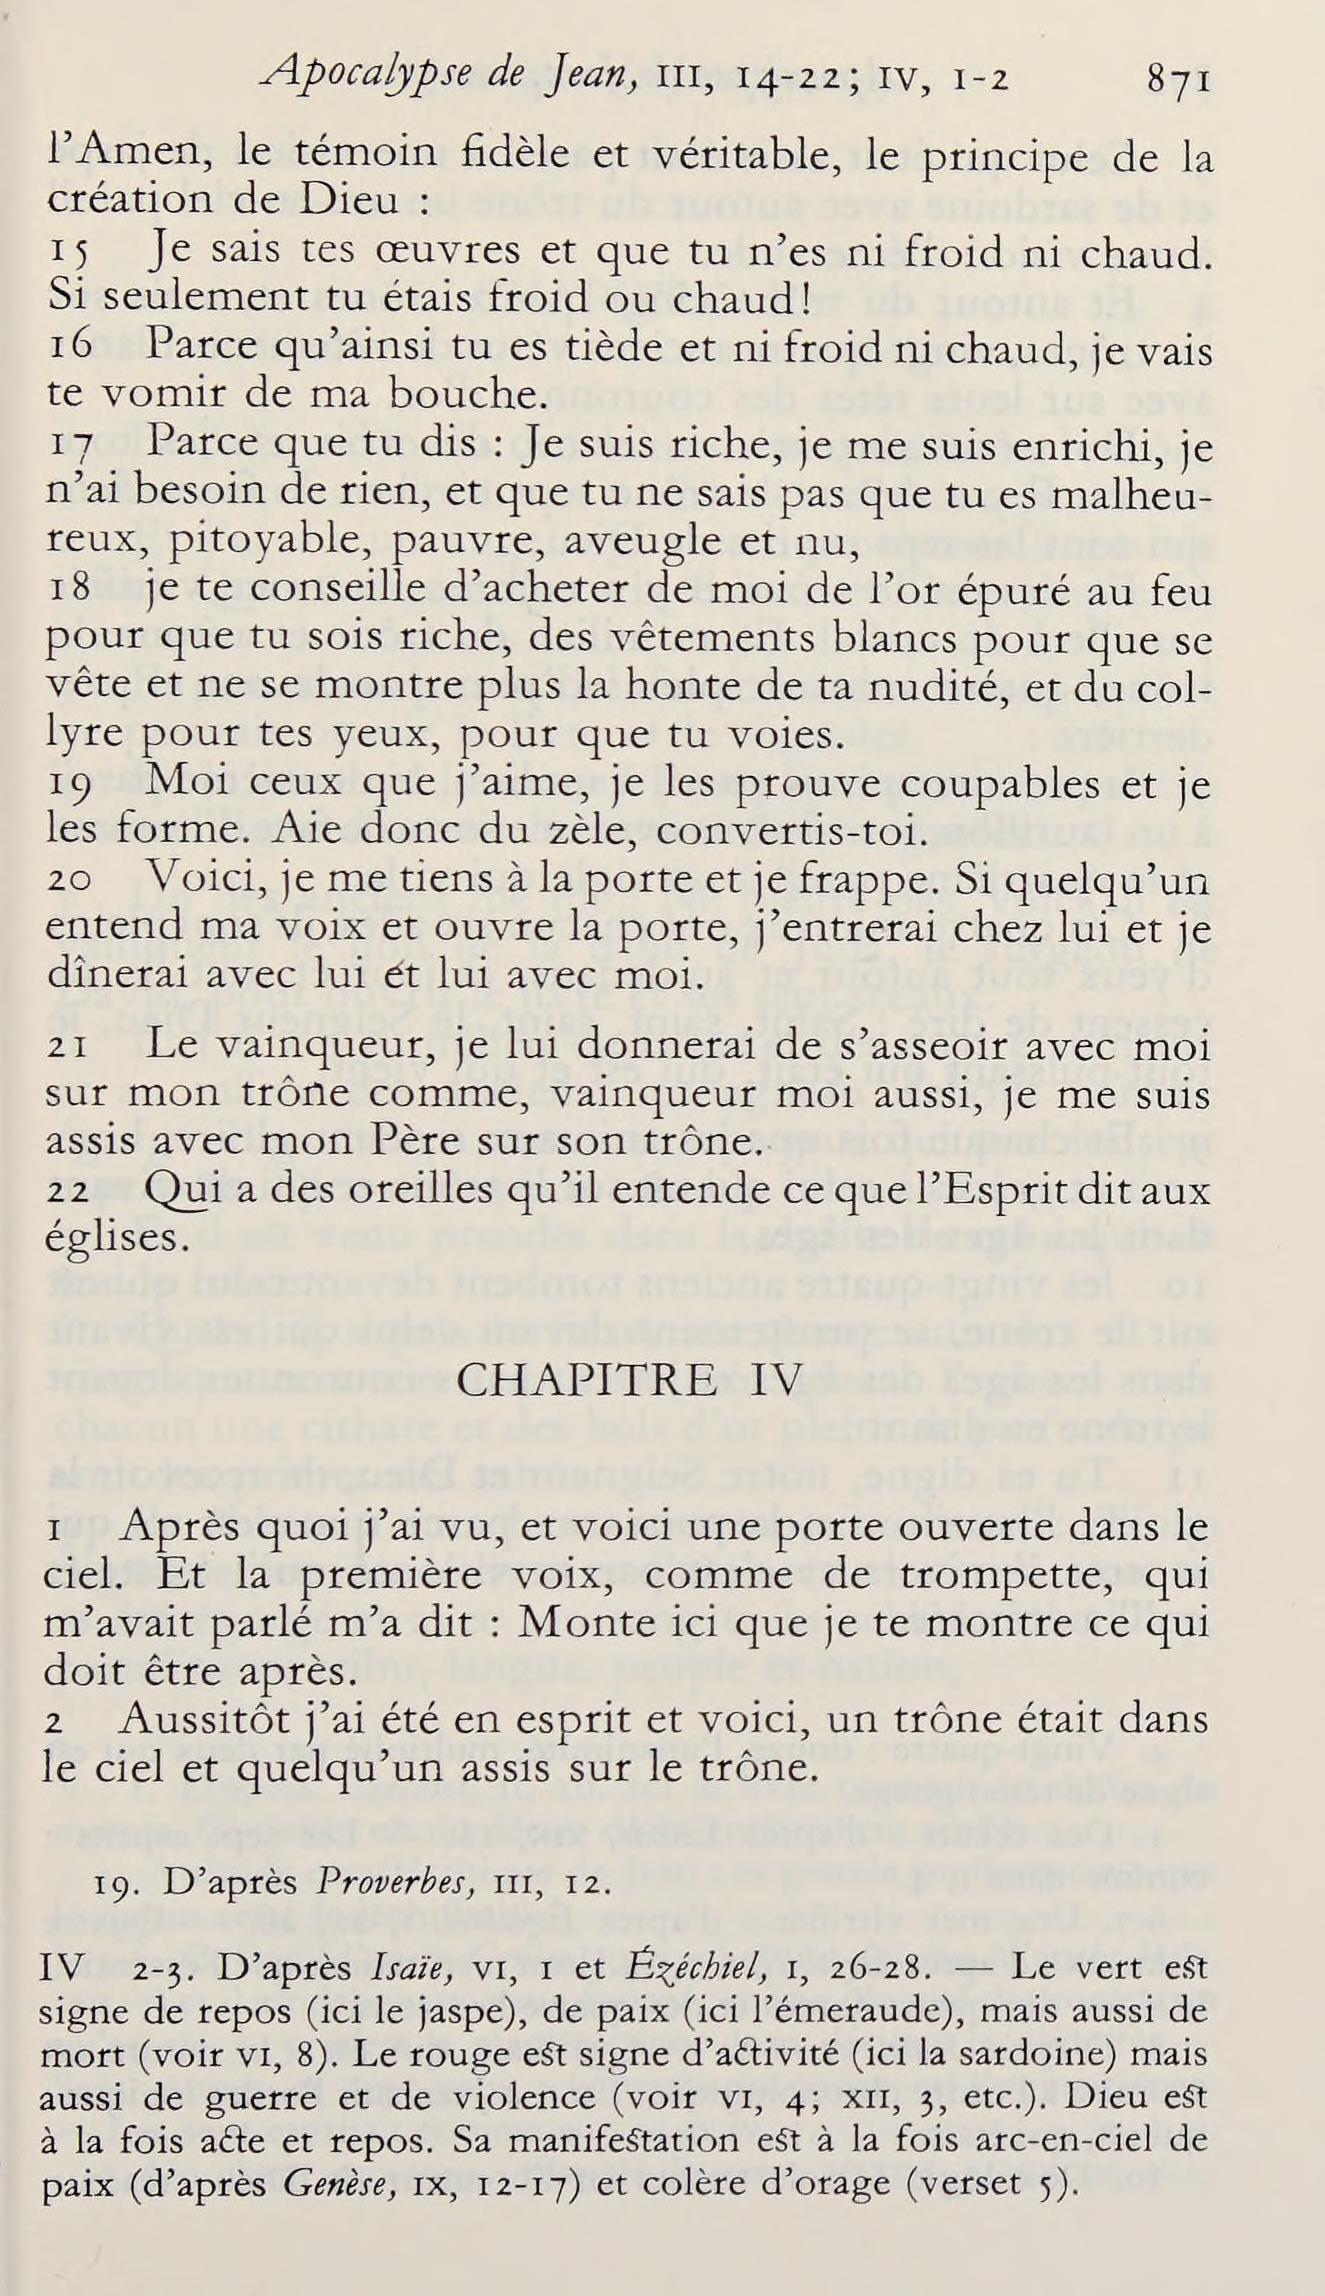 Apocalypse de Jean, III, 14-22; IV, 1-2 871
l’Amen, le témoin fidèle et véritable, le principe de la
création de Dieu :
15 Je sais tes œuvres et que tu n’es ni froid ni chaud.
Si seulement tu étais froid ou chaud!
16 Parce qu’ainsi tu es tiède et ni froid ni chaud, je vais
te vomir de ma bouche.
17 Parce que tu dis : Je suis riche, je me suis enrichi, je
n’ai besoin de rien, et que tu ne sais pas que tu es malheu-
reux, pitoyable, pauvre, aveugle et nu,
18 je te conseille d’acheter de moi de l’or épuré au feu
pour que tu sois riche, des vêtements blancs pour que se
vête et ne se montre plus la honte de ta nudité, et du col-
lyre pour tes yeux, pour que tu voies.
19 Moi ceux que j’aime, je les prouve coupables et je
les forme. Aie donc du zèle, convertis-toi.
20 Voici, je me tiens à la porte et je frappe. Si quelqu’un
entend ma voix et ouvre la porte, j’entrerai chez lui et je
dînerai avec lui et lui avec moi.
21 Le vainqueur, je lui donnerai de s’asseoir avec moi
sur mon trône comme, vainqueur moi aussi, je me suis
assis avec mon Père sur son trône.
22 Qui a des oreilles qu’il entende ce que l’Esprit dit aux
églises.
CHAPITRE IV
1 Après quoi j’ai vu, et voici une porte ouverte dans le
ciel. Et la première voix, comme de trompette, qui
m’avait parlé m’a dit : Monte ici que je te montre ce qui
doit être après.
2 Aussitôt j’ai été en esprit et voici, un trône était dans
le ciel et quelqu’un assis sur le trône.
19. D’après Proverbes, III, 12.
IV 2-3. D’après Isaïe, VI, 1 et Ézéchiel, I, 26-28. — Le vert est
signe de repos (ici le jaspe), de paix (ici l’émeraude), mais aussi de
mort (voir VI, 8). Le rouge est signe d’activité (ici la sardoine) mais
aussi de guerre et de violence (voir VI, 4; XII, 3, etc.). Dieu est
à la fois acte et repos. Sa manifestation est à la fois arc-en-ciel de
paix (d’après Genèse, IX, 12-17) et colère d’orage (verset 5).